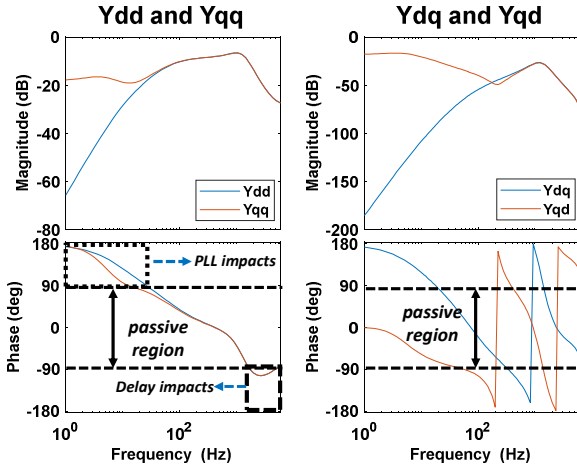 Ydd and Yqq
0
-20
-40
-60
-80
Magnitude (dB)
Ydd
Yqq
180
90
0
-90
-180
Phase (deg)
PLL impacts
passive
region
Delay impacts
10^0
10^2
Frequency (Hz)
Ydq and Yqd
0
-50
-100
-150
-200
Magnitude (dB)
Ydq
Yqd
180
90
0
-90
-180
Phase (deg)
passive
region
10^0
10^2
Frequency (Hz)